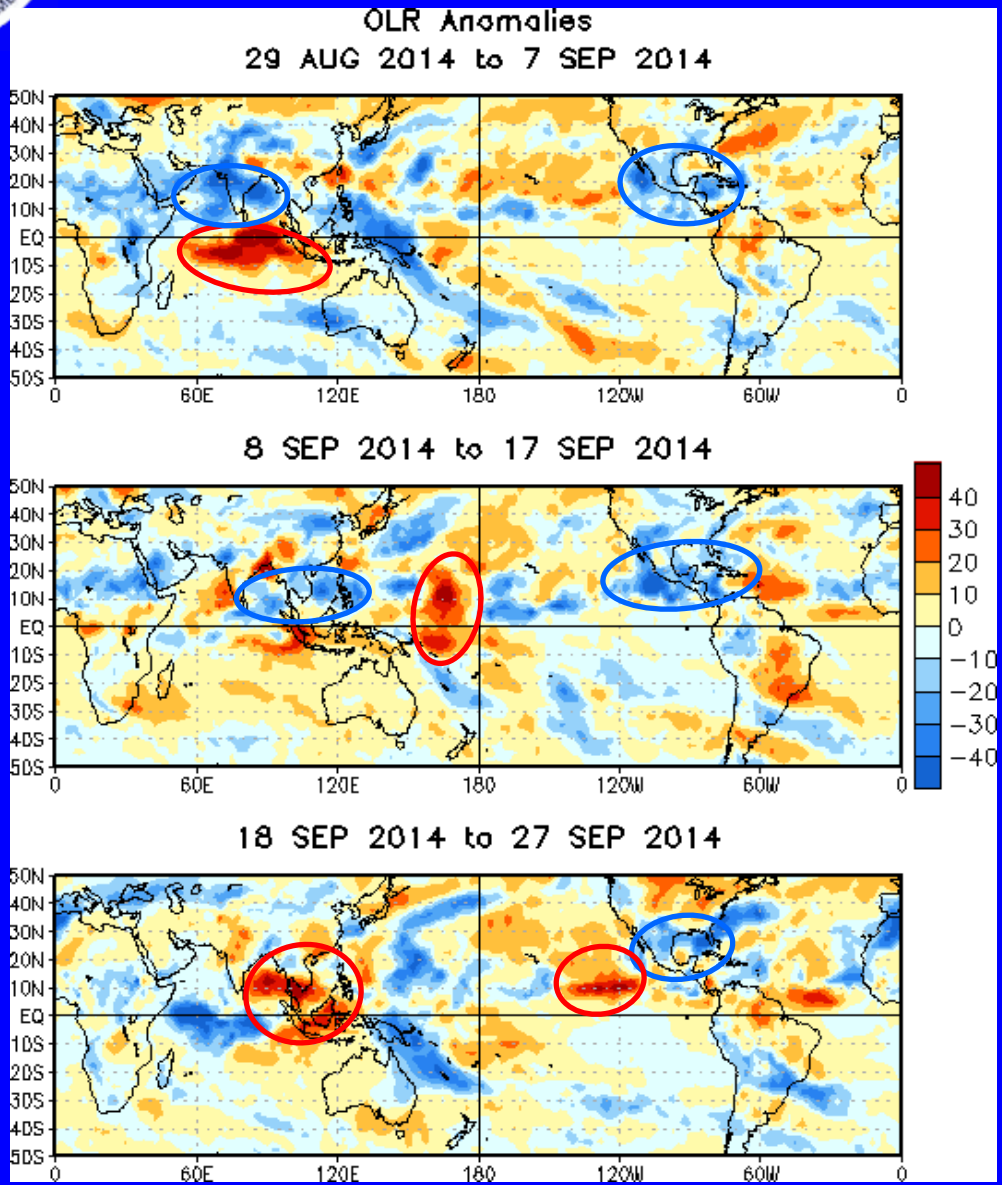 OLR Anomalies
29 AUG 2014 to 7 SEP 2014
50N
40N
30N
20N
10N
EQ
10S
20S
30S
40S
50S
0 60E 120E 180 120W 60W 0
8 SEP 2014 to 17 SEP 2014
50N
40N
30N
20N
10N
EQ
10S
20S
30S
40S
50S
0 60E 120E 180 120W 60W 0
40
30
20
10
0
-10
-20
-30
-40
18 SEP 2014 to 27 SEP 2014
50N
40N
30N
20N
10N
EQ
10S
20S
30S
40S
50S
0 60E 120E 180 120W 60W 0